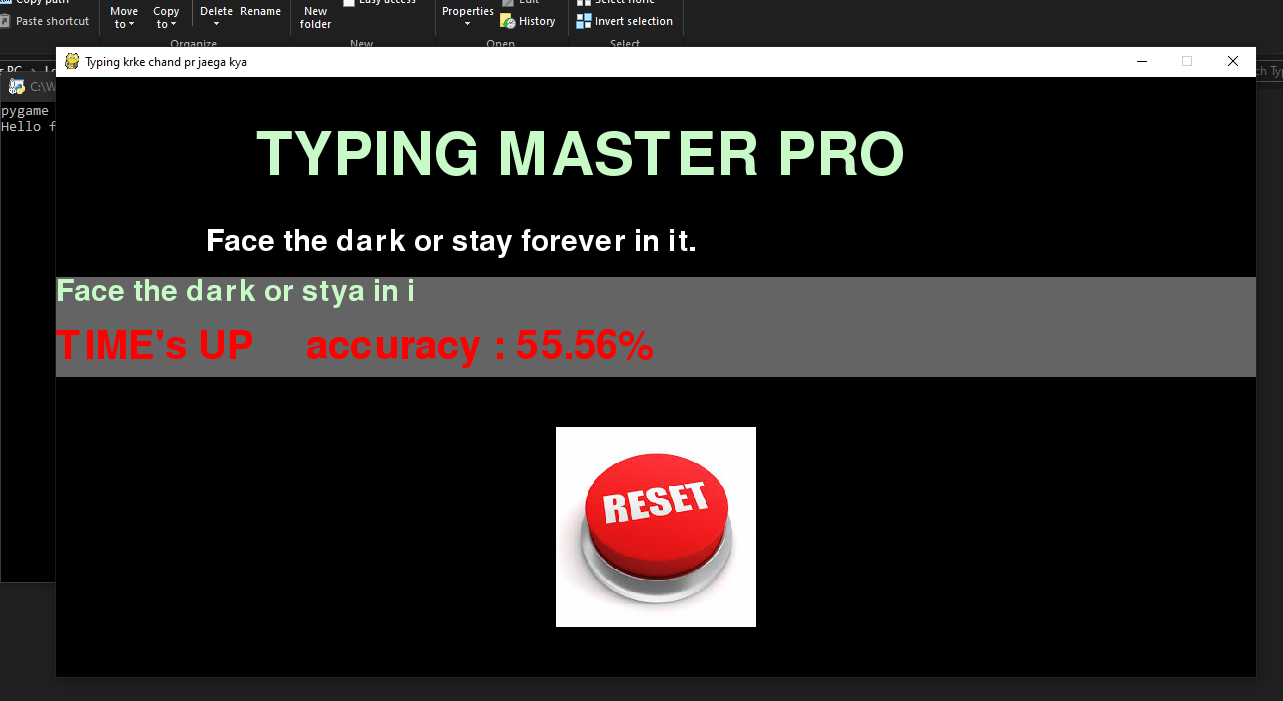 Copy path
Easy access
Edit
Select none
Move to
Copy to
Delete
Rename
New folder
Properties
Paste shortcut
History
Invert selection
Organize
New
Open
Select
PC
Typing krke chand pr jaega kya
C:\W
pygame
Hello f
TYPING MASTER PRO
Face the dark or stay forever in it.
Face the dark or stya in i
TIME's UP accuracy : 55.56%
RESET